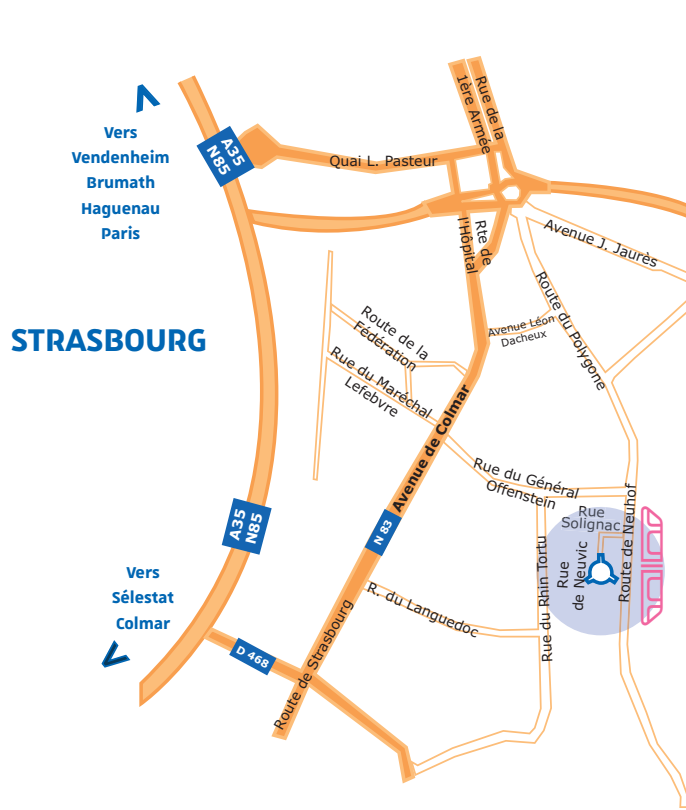 Vers
Vendenheim
Brumath
Haguenau
Paris
A35
N85
Quai L. Pasteur
Rue de la
1ère Armée
Rte de
l'Hôpital
Avenue J. Jaurès
Route du Polygone
Avenue Léon
Dacheux
Route de la
Fédération
STRASBOURG
Rue du Maréchal
Lefebvre
Avenue de Colmar
Rue du Général
Offenstein
A35
N85
N 83
Rue
Solignac
Route de Neuhof
Rue
de Neuvic
Rue du Rhin Tortu
Vers
Sélestat
Colmar
R. du Languedoc
D 468
Route de Strasbourg